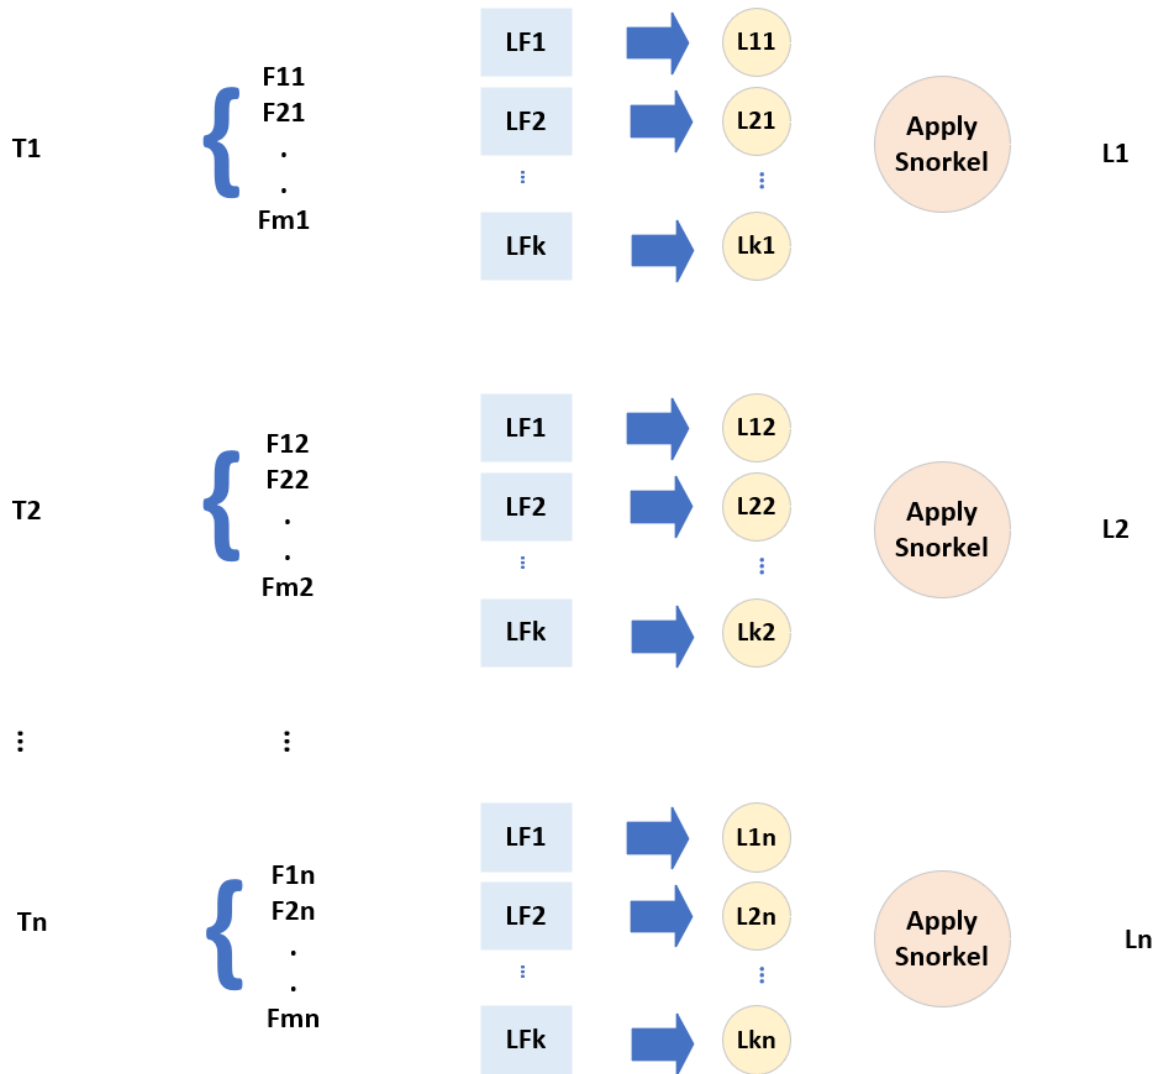 T1
F11
F21
.
.
Fm1
LF1
LF2
...
LFk
L11
L21
...
Lk1
Apply
Snorkel
L1
T2
F12
F22
.
.
Fm2
LF1
LF2
...
LFk
L12
L22
...
Lk2
Apply
Snorkel
L2
...
...
Tn
F1n
F2n
.
.
Fmn
LF1
LF2
...
LFk
L1n
L2n
...
Lkn
Apply
Snorkel
Ln